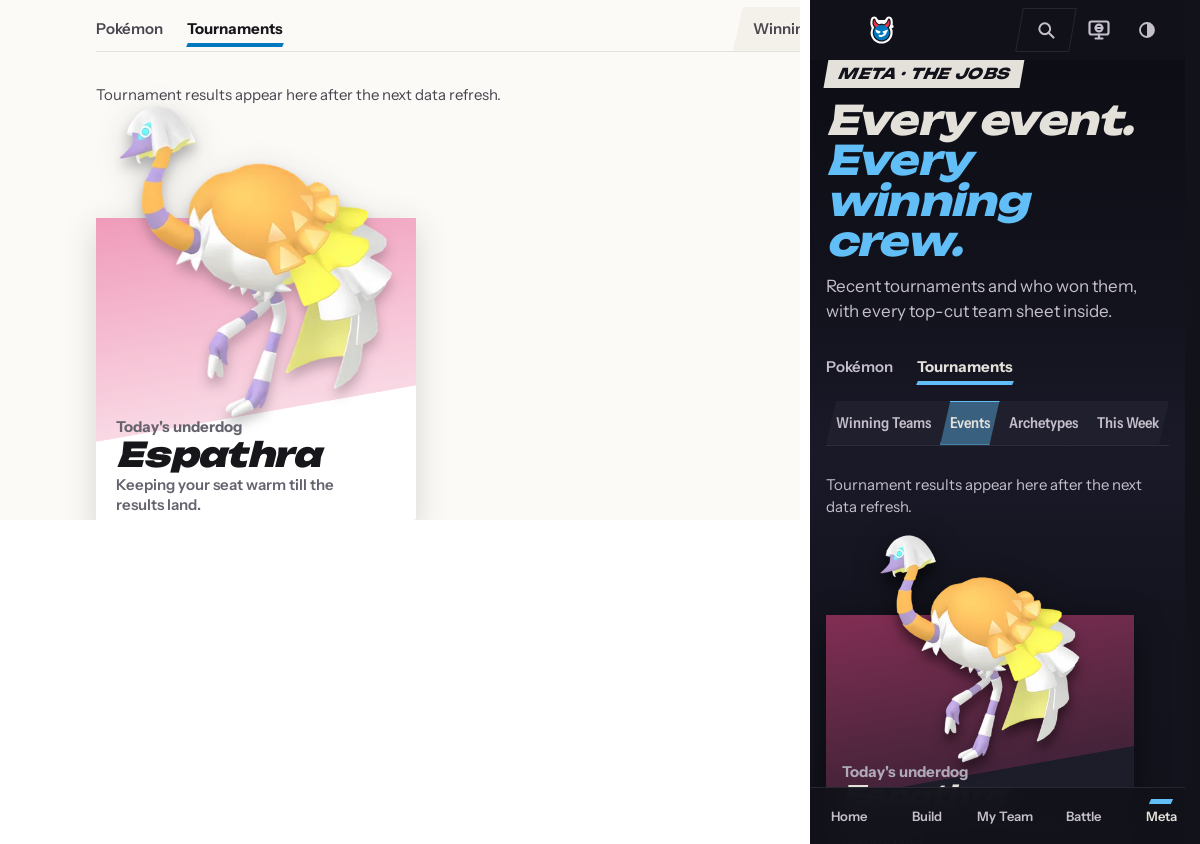 Pokémon
Tournaments
Tournament results appear here after the next data refresh.
Today's underdog
Espathra
Keeping your seat warm till the
results land.
META · THE JOBS
Every event.
Every
winning
crew.
Recent tournaments and who won them,
with every top-cut team sheet inside.
Pokémon
Tournaments
Winning Teams
Events
Archetypes
This Week
Tournament results appear here after the next
data refresh.
Today's underdog
Home
Build
My Team
Battle
Meta